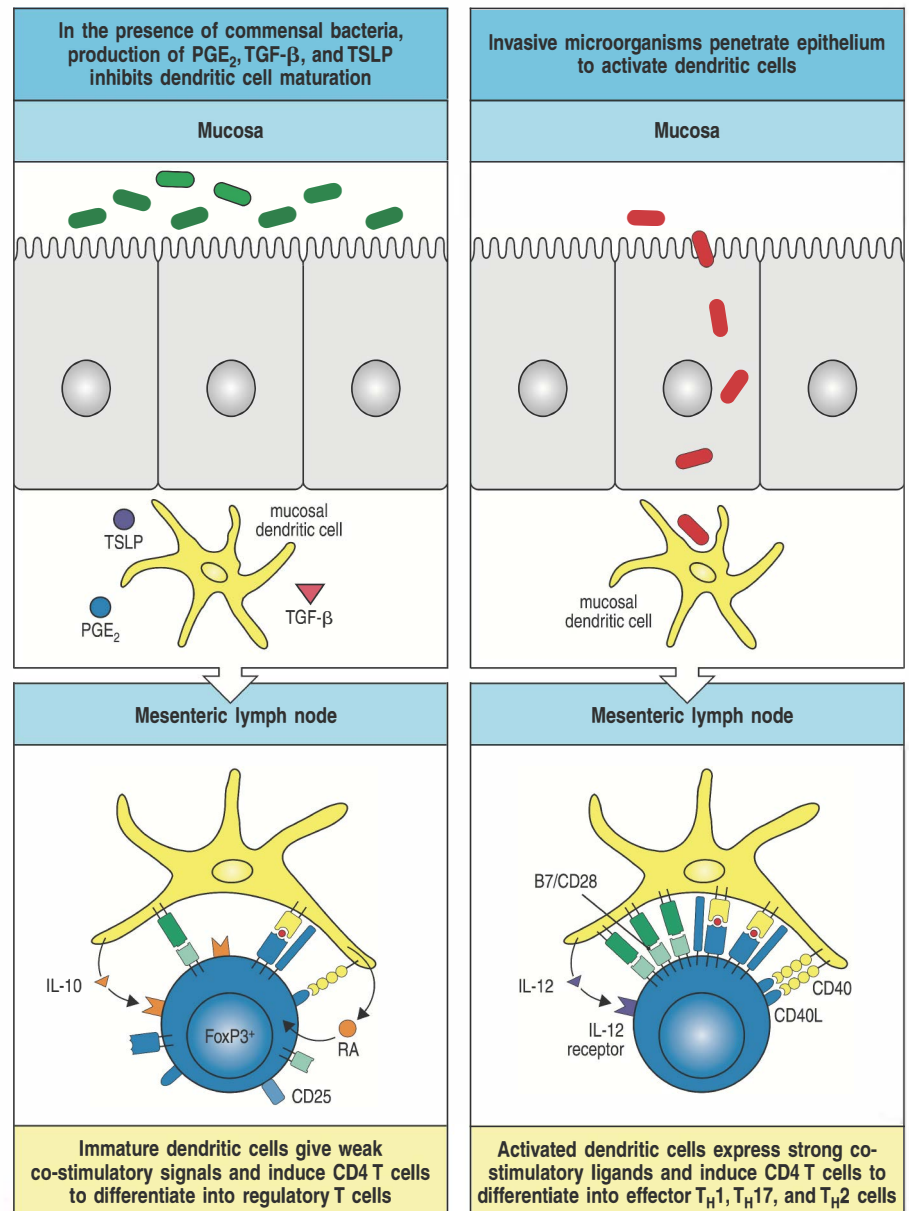 In the presence of commensal bacteria,
production of PGE₂, TGF-β, and TSLP
inhibits dendritic cell maturation
Mucosa
TSLP
mucosal
dendritic cell
PGE₂
TGF-β
Mesenteric lymph node
IL-10
FoxP3⁺
RA
CD25
Immature dendritic cells give weak
co-stimulatory signals and induce CD4 T cells
to differentiate into regulatory T cells
Invasive microorganisms penetrate epithelium
to activate dendritic cells
Mucosa
mucosal
dendritic cell
Mesenteric lymph node
B7/CD28
IL-12
IL-12
receptor
CD40
CD40L
Activated dendritic cells express strong co-
stimulatory ligands and induce CD4 T cells to
differentiate into effector Tₕ1, Tₕ17, and Tₕ2 cells